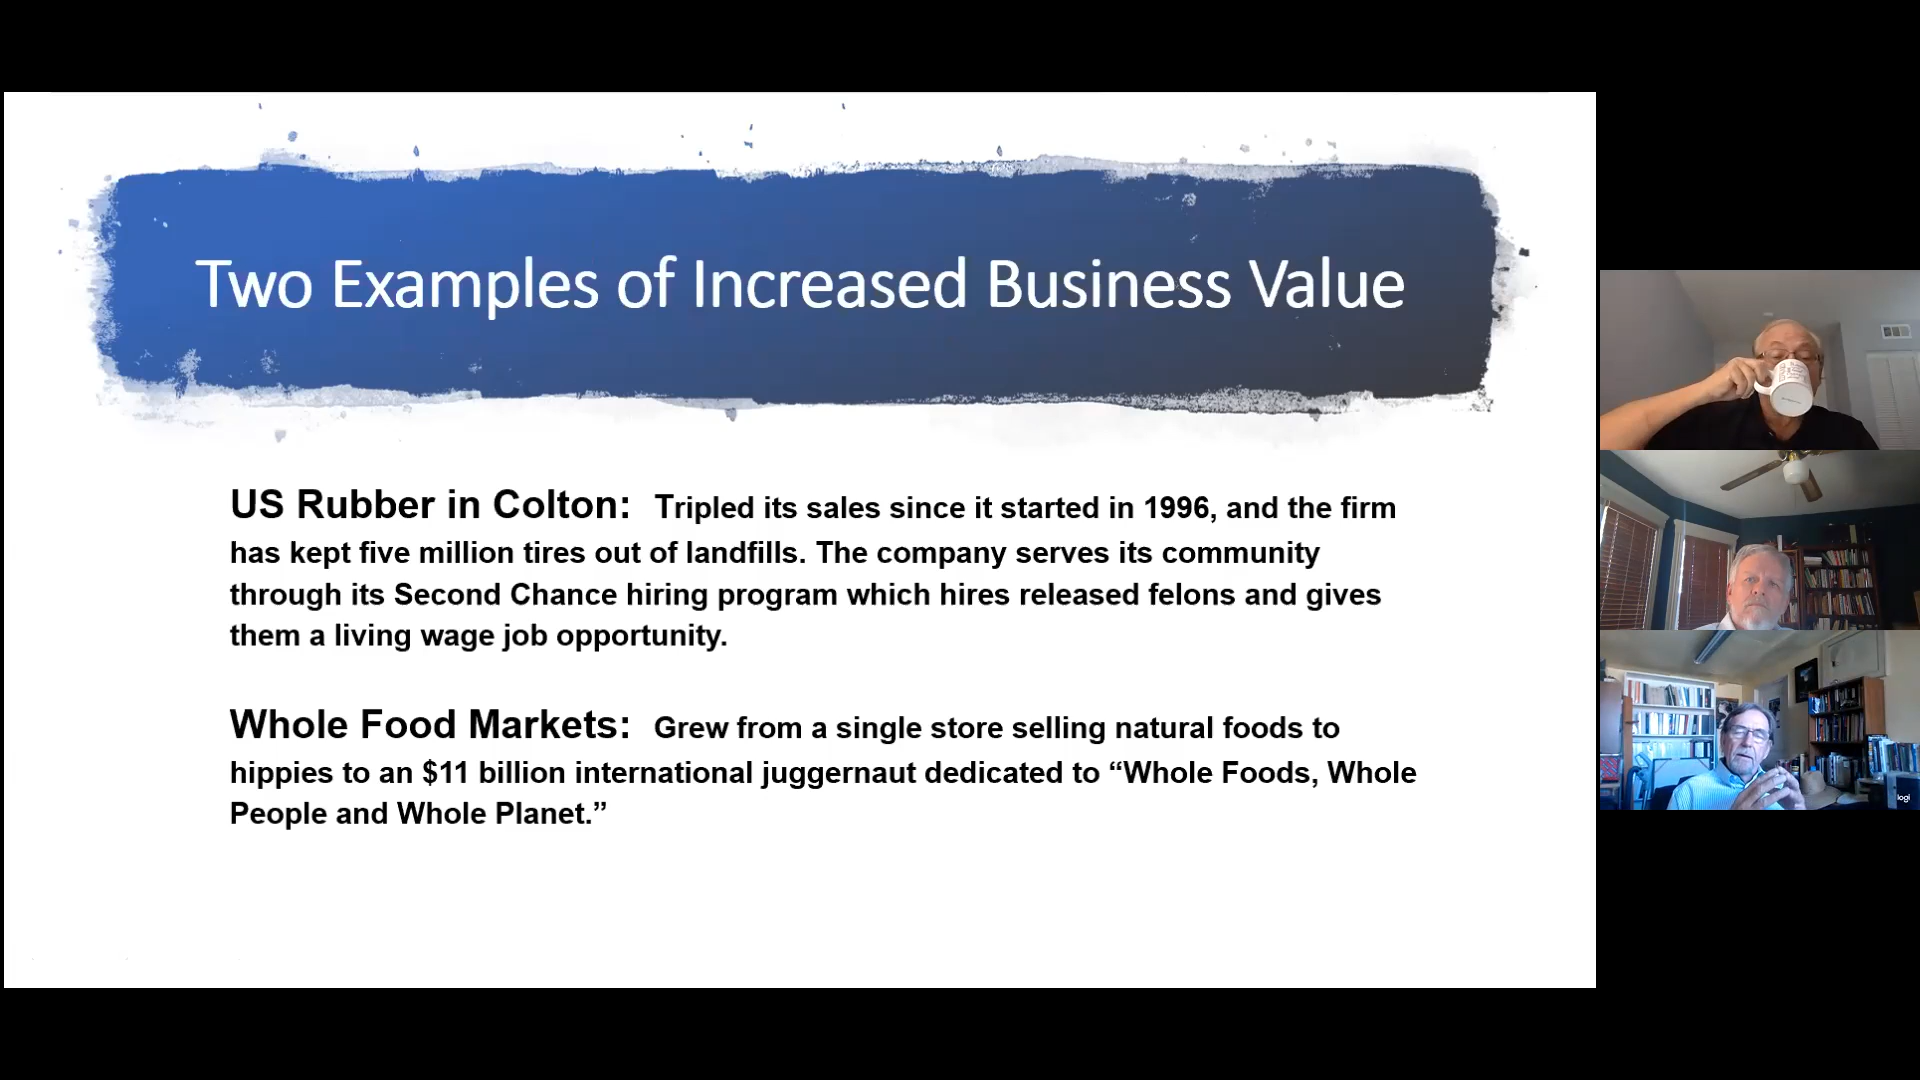 Two Examples of Increased Business Value
US Rubber in Colton: Tripled its sales since it started in 1996, and the firm
has kept five million tires out of landfills. The company serves its community
through its Second Chance hiring program which hires released felons and gives
them a living wage job opportunity.
Whole Food Markets: Grew from a single store selling natural foods to
hippies to an $11 billion international juggernaut dedicated to “Whole Foods, Whole
People and Whole Planet.”
logi